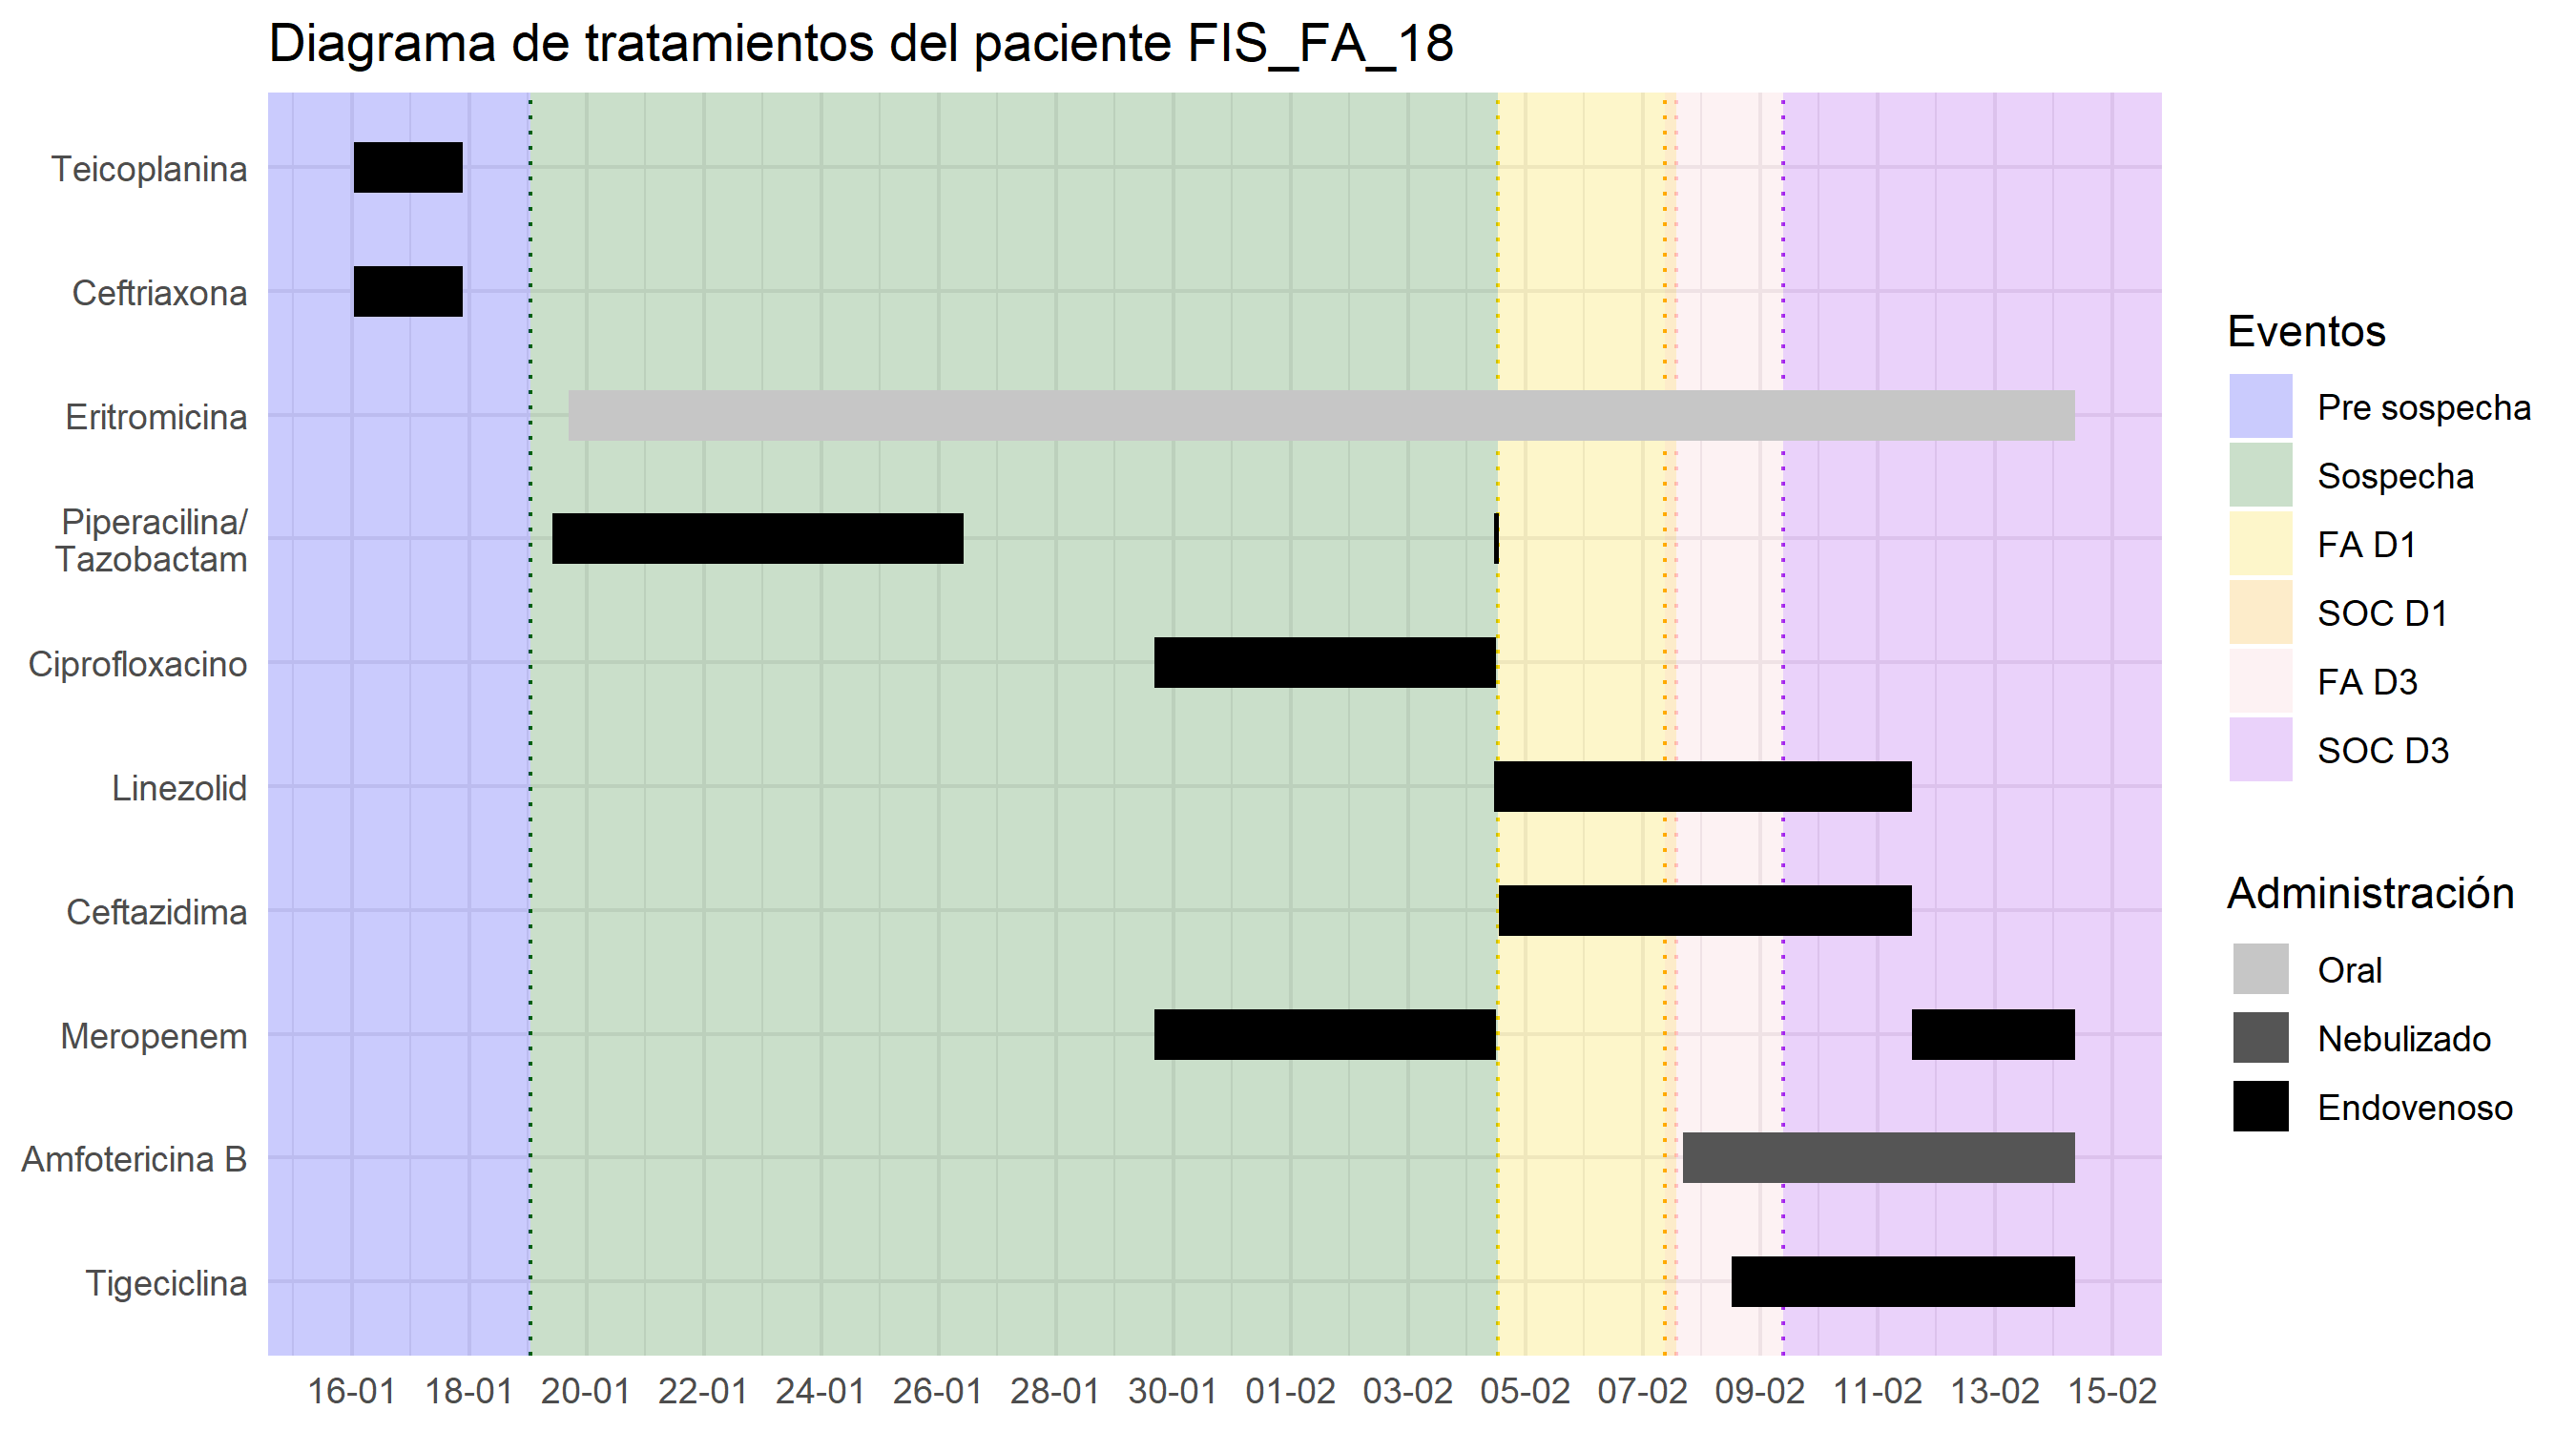 Diagrama de tratamientos del paciente FIS_FA_18
Teicoplanina
Ceftriaxona
Eritromicina
Piperacilina/
Tazobactam
Ciprofloxacino
Linezolid
Ceftazidima
Meropenem
Amfotericina B
Tigeciclina
16-01 18-01 20-01 22-01 24-01 26-01 28-01 30-01 01-02 03-02 05-02 07-02 09-02 11-02 13-02 15-02
Eventos
Pre sospecha
Sospecha
FA D1
SOC D1
FA D3
SOC D3
Administración
Oral
Nebulizado
Endovenoso